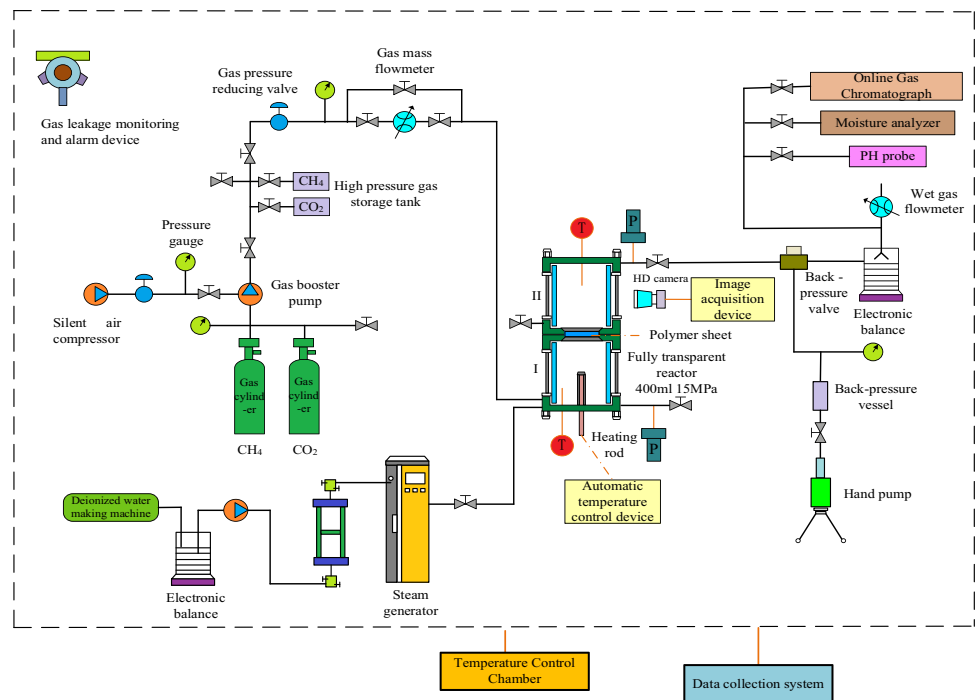 Gas leakage monitoring
and alarm device
Gas pressure
reducing valve
Gas mass
flowmeter
CH4
CO2
High pressure gas
storage tank
Pressure
gauge
Gas booster
pump
Silent air
compressor
Gas
cylind
-er
Gas
cylind
-er
CH4
CO2
Deionized water
making machine
Electronic
balance
Steam
generator
T
P
HD camera
Image
acquisition
device
II
I
Polymer sheet
Fully transparent
reactor
400ml 15MPa
T
P
Heating
rod
Automatic
temperature
control device
Online Gas
Chromatograph
Moisture analyzer
PH probe
Wet gas
flowmeter
Back -
pressure
valve
Electronic
balance
Back-pressure
vessel
Hand pump
Temperature Control
Chamber
Data collection system